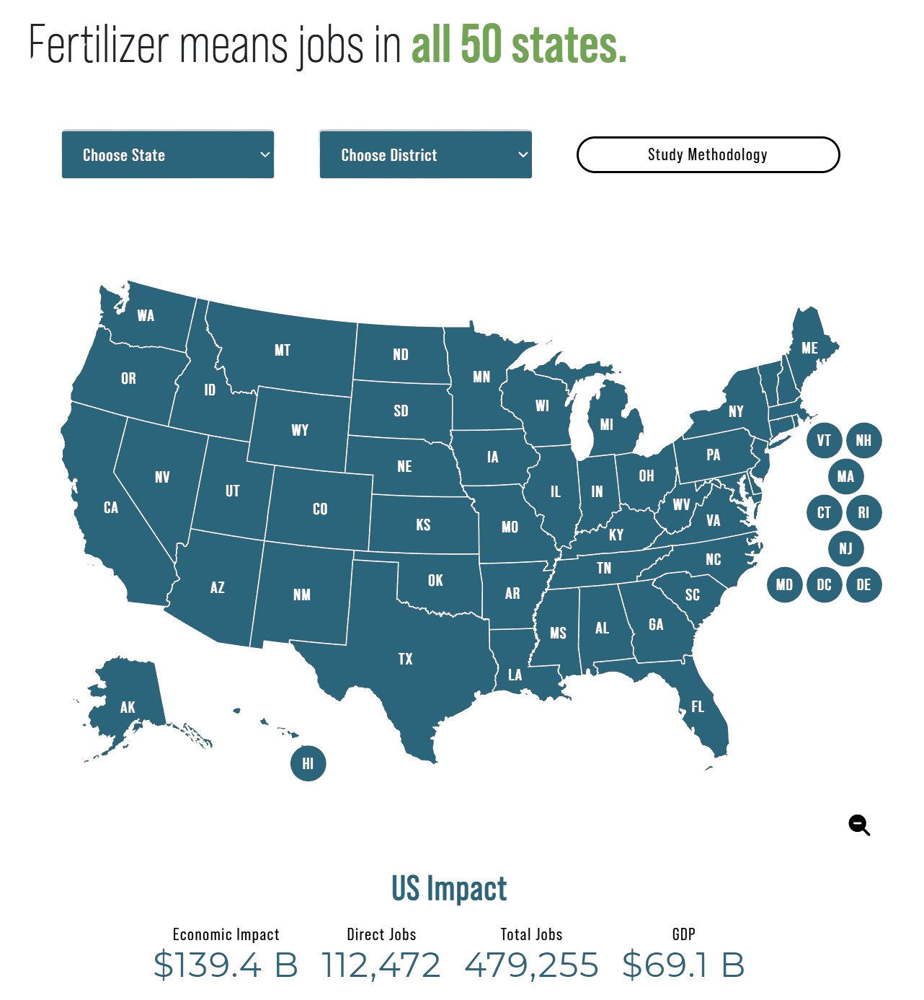 Fertilizer means jobs in all 50 states.
Choose State
Choose District
Study Methodology
WA
MT
ND
MN
ME
OR
ID
SD
WI
MI
NY
WY
VT
NH
NV
UT
NE
IA
PA
MA
CA
CO
KS
MO
IL
IN
OH
WV
VA
CT
RI
KY
NJ
AZ
NM
OK
AR
TN
NC
SC
MD
DC
DE
TX
LA
MS
AL
GA
FL
AK
HI
US Impact
Economic Impact
Direct Jobs
Total Jobs
GDP
$139.4 B
112,472
479,255
$69.1 B